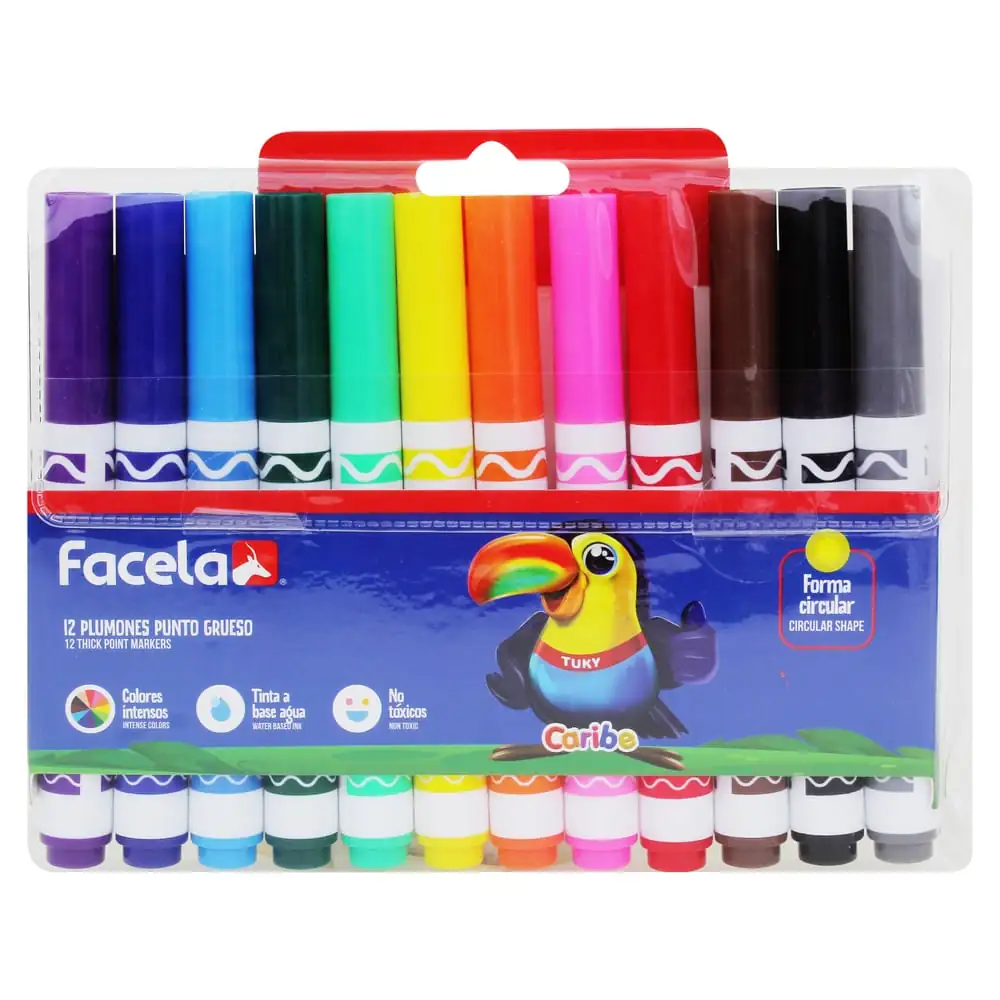 Facela®
12 PLUMONES PUNTO GRUESO
12 THICK POINT MARKERS
Colores
intensos
INTENSE COLORS
Tinta a
base agua
WATER BASED INK
No
tóxicos
NON TOXIC
TUKY
Caribe
Forma
circular
CIRCULAR SHAPE